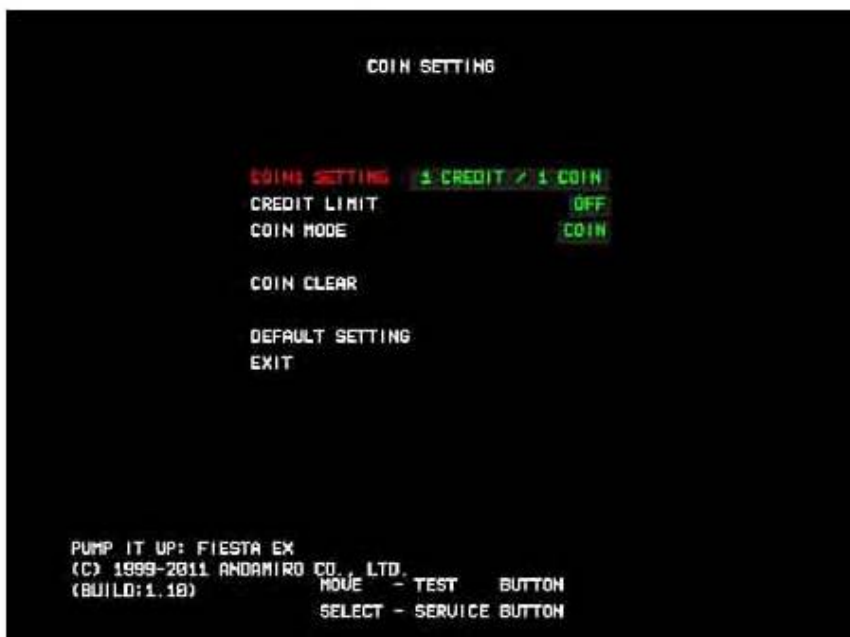 COIN SETTING
COIN1 SETTING 1 CREDIT / 1 COIN
CREDIT LIMIT OFF
COIN MODE COIN
COIN CLEAR
DEFAULT SETTING
EXIT
PUMP IT UP: FIESTA EX
(C) 1999-2011 ANDAMIRO CO., LTD.
(BUILD:1.10)
MOVE - TEST BUTTON
SELECT - SERVICE BUTTON